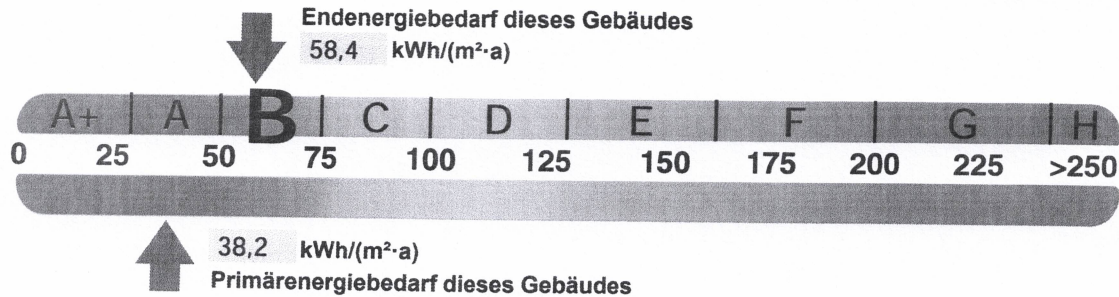 Endenergiebedarf dieses Gebäudes
58,4 kWh/(m²·a)
A+ A B C D E F G H
0 25 50 75 100 125 150 175 200 225 >250
38,2 kWh/(m²·a)
Primärenergiebedarf dieses Gebäudes